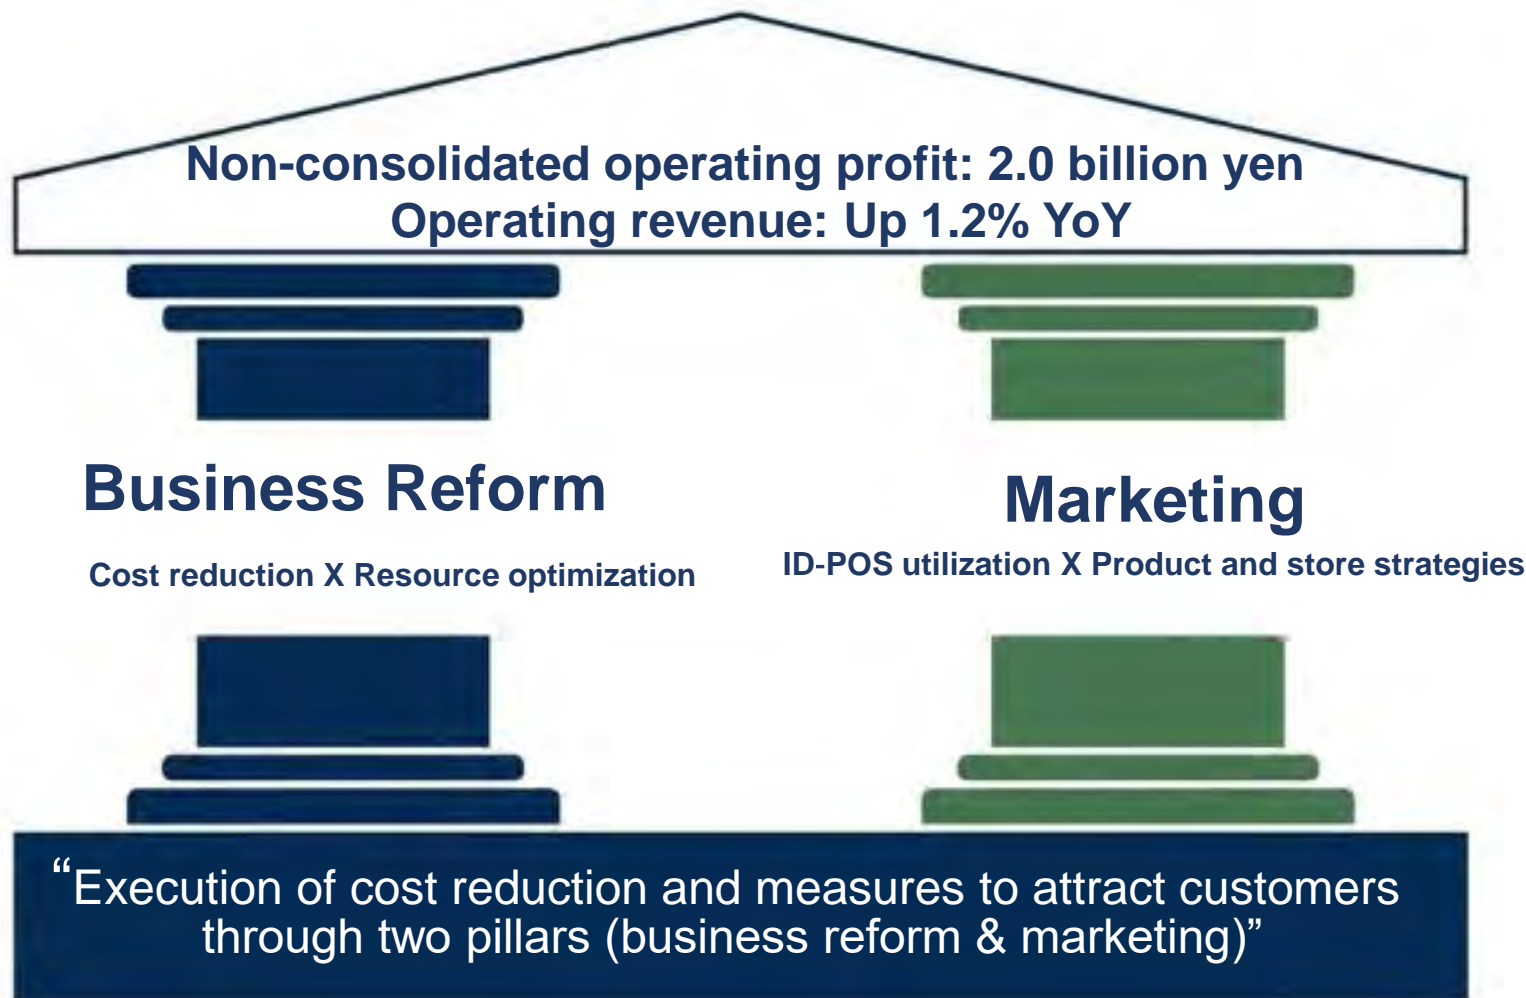 Non-consolidated operating profit: 2.0 billion yen
Operating revenue: Up 1.2% YoY
Business Reform
Cost reduction X Resource optimization
Marketing
ID-POS utilization X Product and store strategies
“Execution of cost reduction and measures to attract customers
through two pillars (business reform & marketing)”